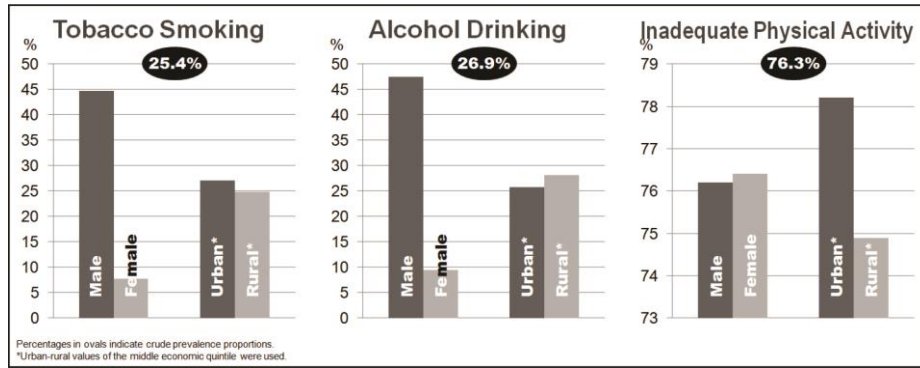 Tobacco Smoking
%
25.4%
50
45
40
35
30
25
20
15
10
5
0
Male
Female
Urban*
Rural*
Alcohol Drinking
%
26.9%
50
45
40
35
30
25
20
15
10
5
0
Male
Female
Urban*
Rural*
Inadequate Physical Activity
%
76.3%
79
78
77
76
75
74
73
Male
Female
Urban*
Rural*
Percentages in ovals indicate crude prevalence proportions.
*Urban-rural values of the middle economic quintile were used.